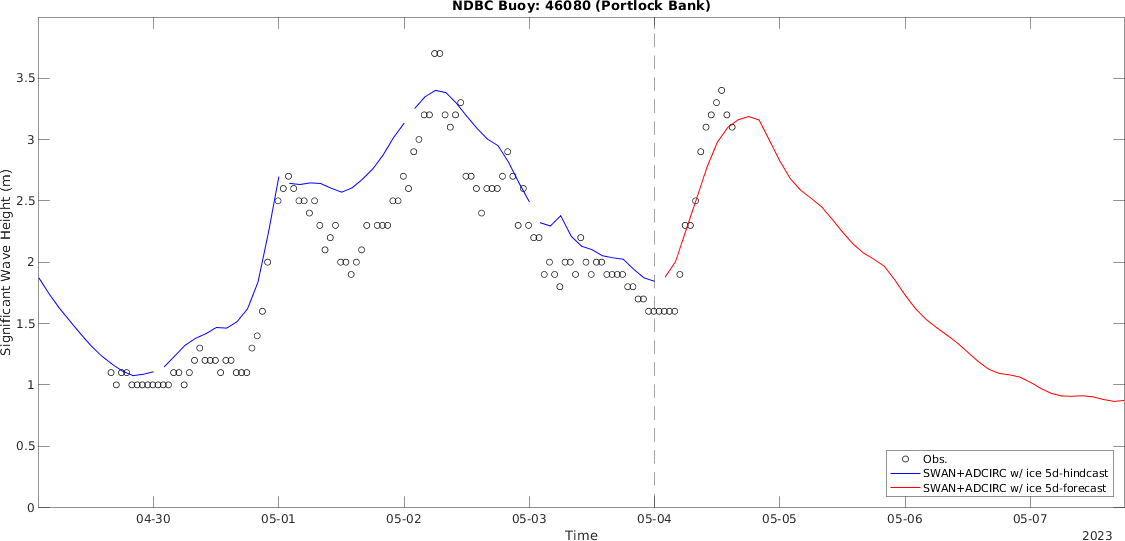 NDBC Buoy: 46080 (Portlock Bank)
3.5
3
2.5
2
1.5
1
0.5
0
Significant Wave Height (m)
Obs.
SWAN+ADCIRC w/ ice 5d-hindcast
SWAN+ADCIRC w/ ice 5d-forecast
04-30 05-01 05-02 05-03 05-04 05-05 05-06 05-07
Time
2023